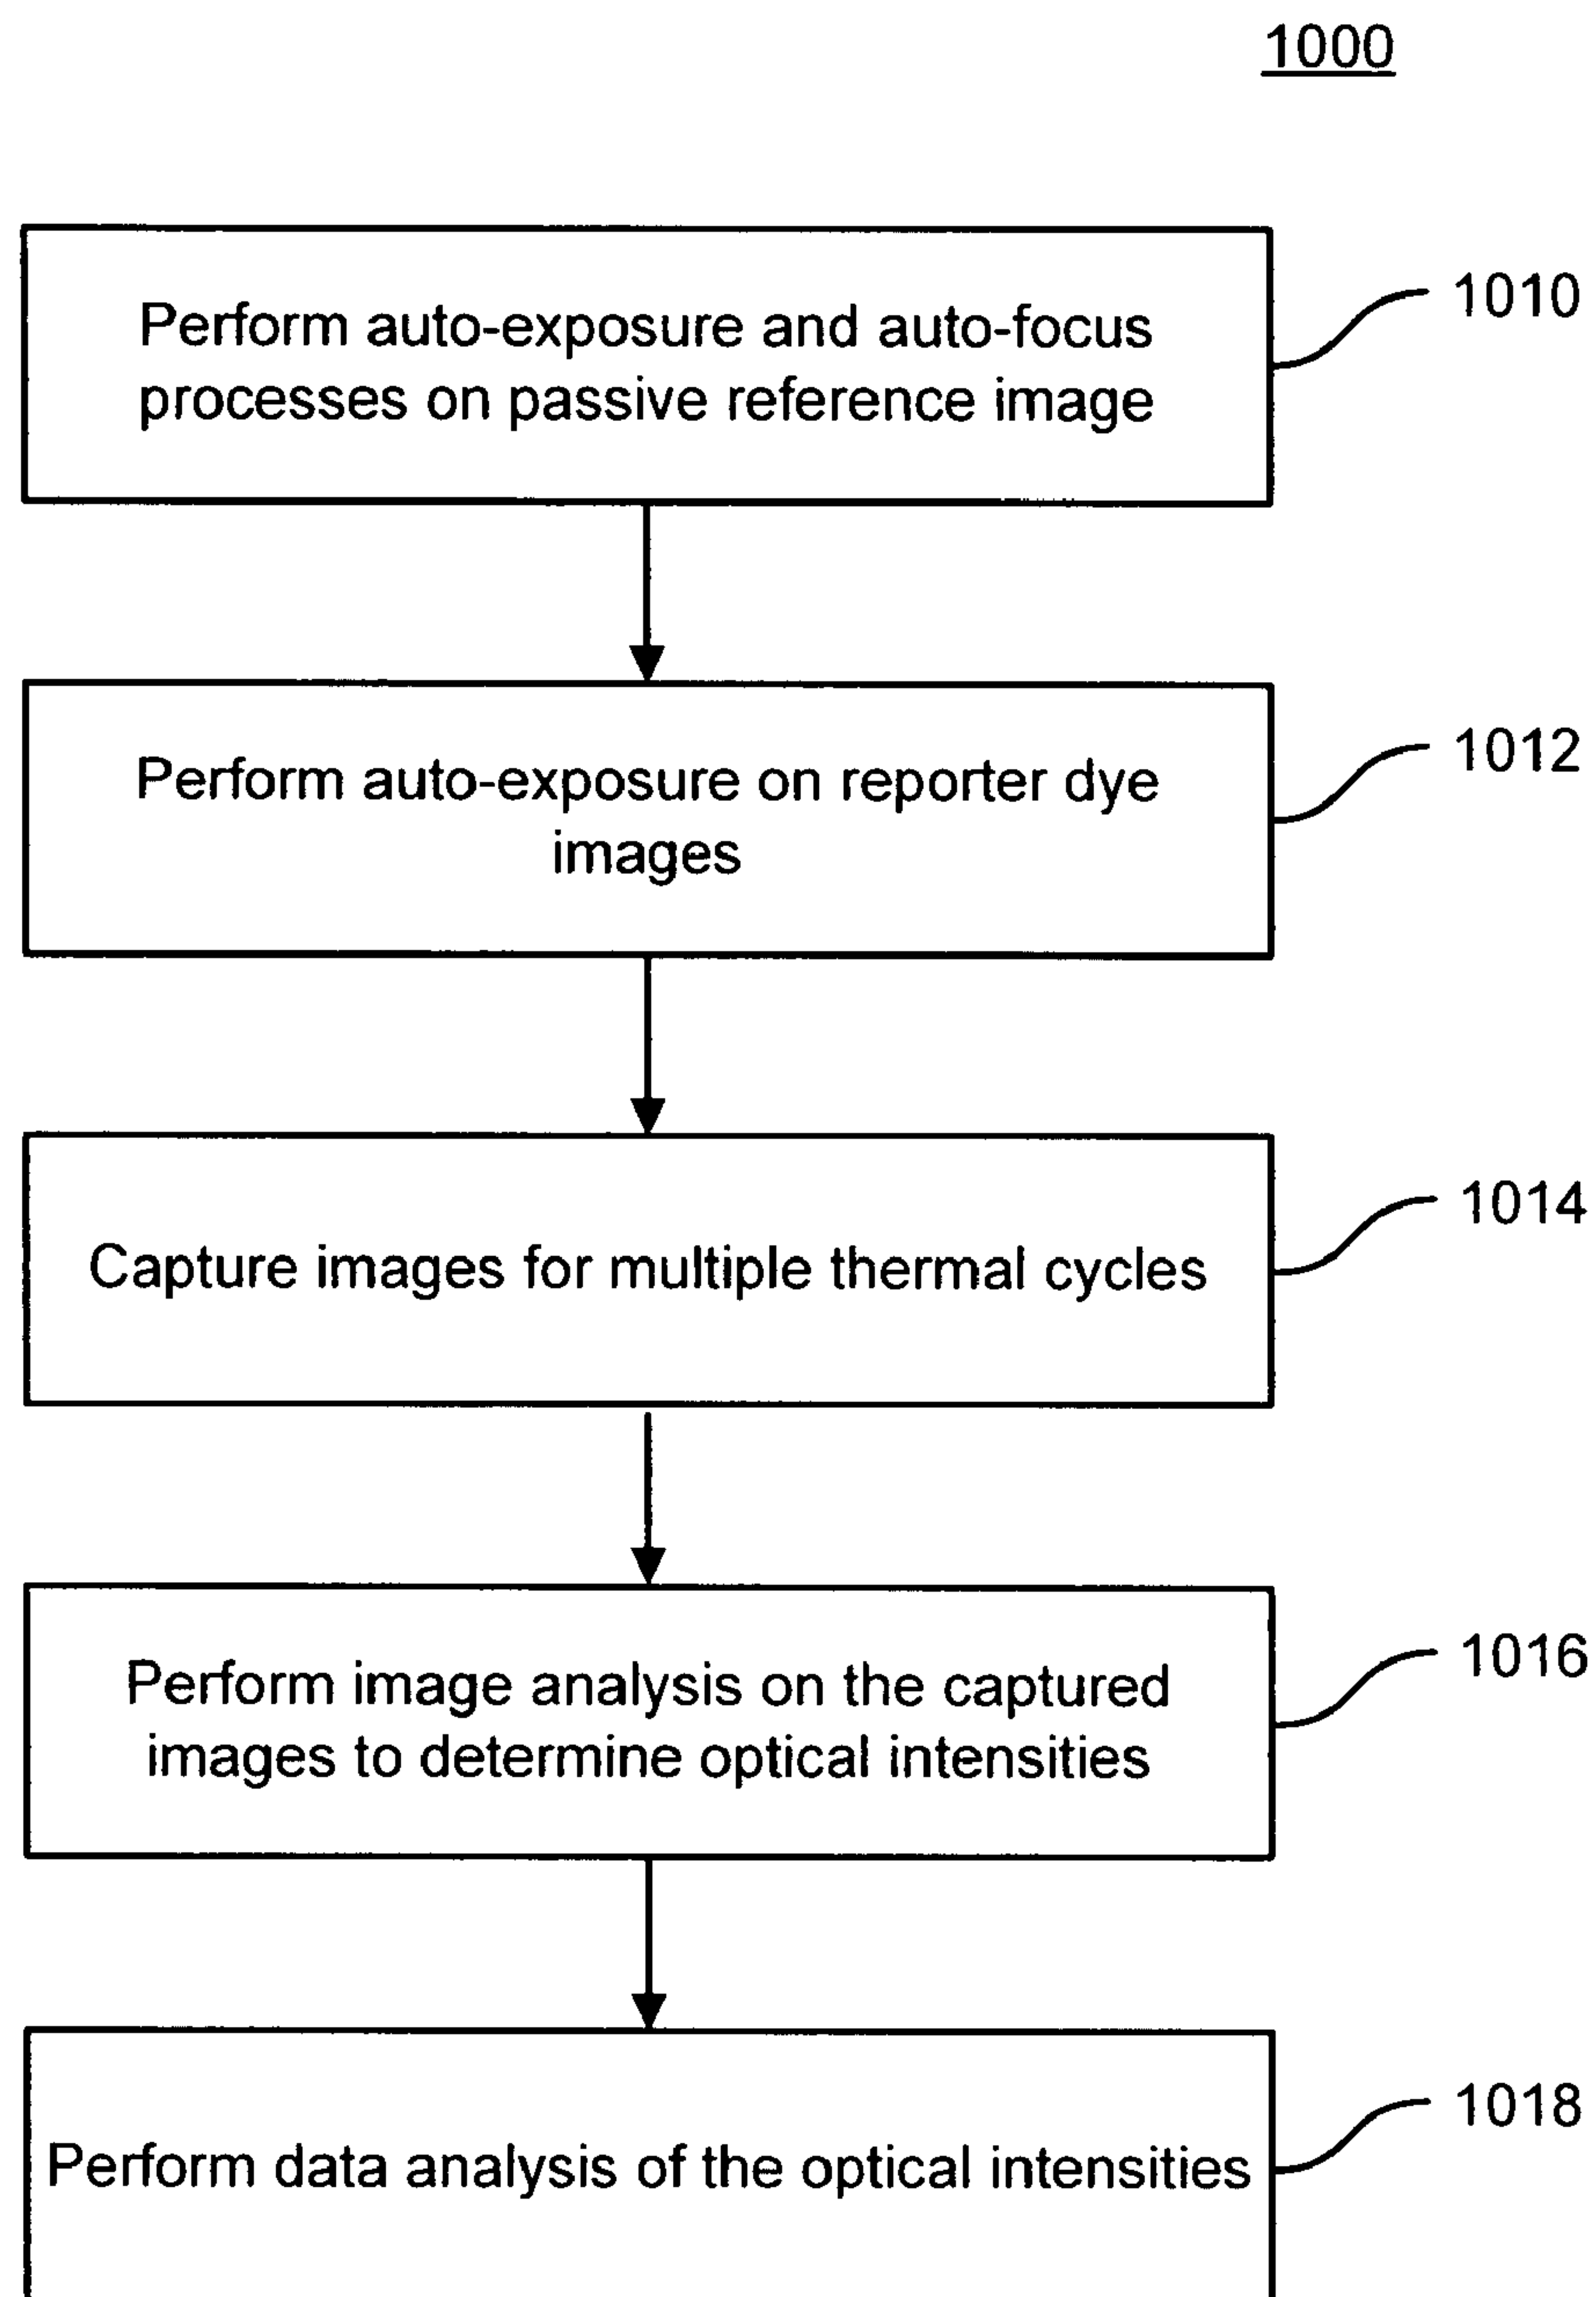 1000
Perform auto-exposure and auto-focus
processes on passive reference image
1010
Perform auto-exposure on reporter dye
images
1012
Capture images for multiple thermal cycles
1014
Perform image analysis on the captured
images to determine optical intensities
1016
Perform data analysis of the optical intensities
1018